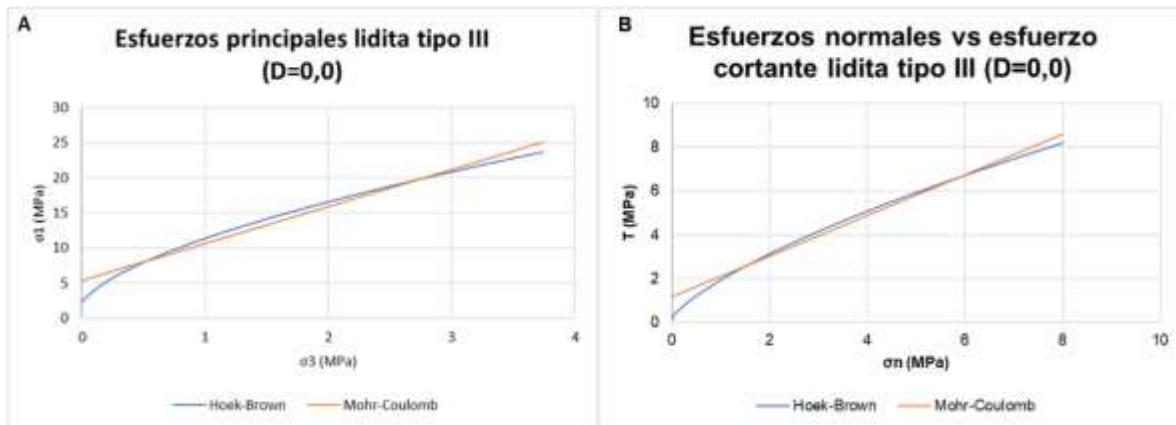 A
Esfuerzos principales lidita tipo III
(D=0,0)
30
25
20
15
10
5
0
σ1 (MPa)
0 1 2 3 4
σ3 (MPa)
Hoek-Brown Mohr-Coulomb
B
Esfuerzos normales vs esfuerzo
cortante lidita tipo III (D=0,0)
10
8
6
4
2
0
T (MPa)
0 2 4 6 8 10
σn (MPa)
Hoek-Brown Mohr-Coulomb